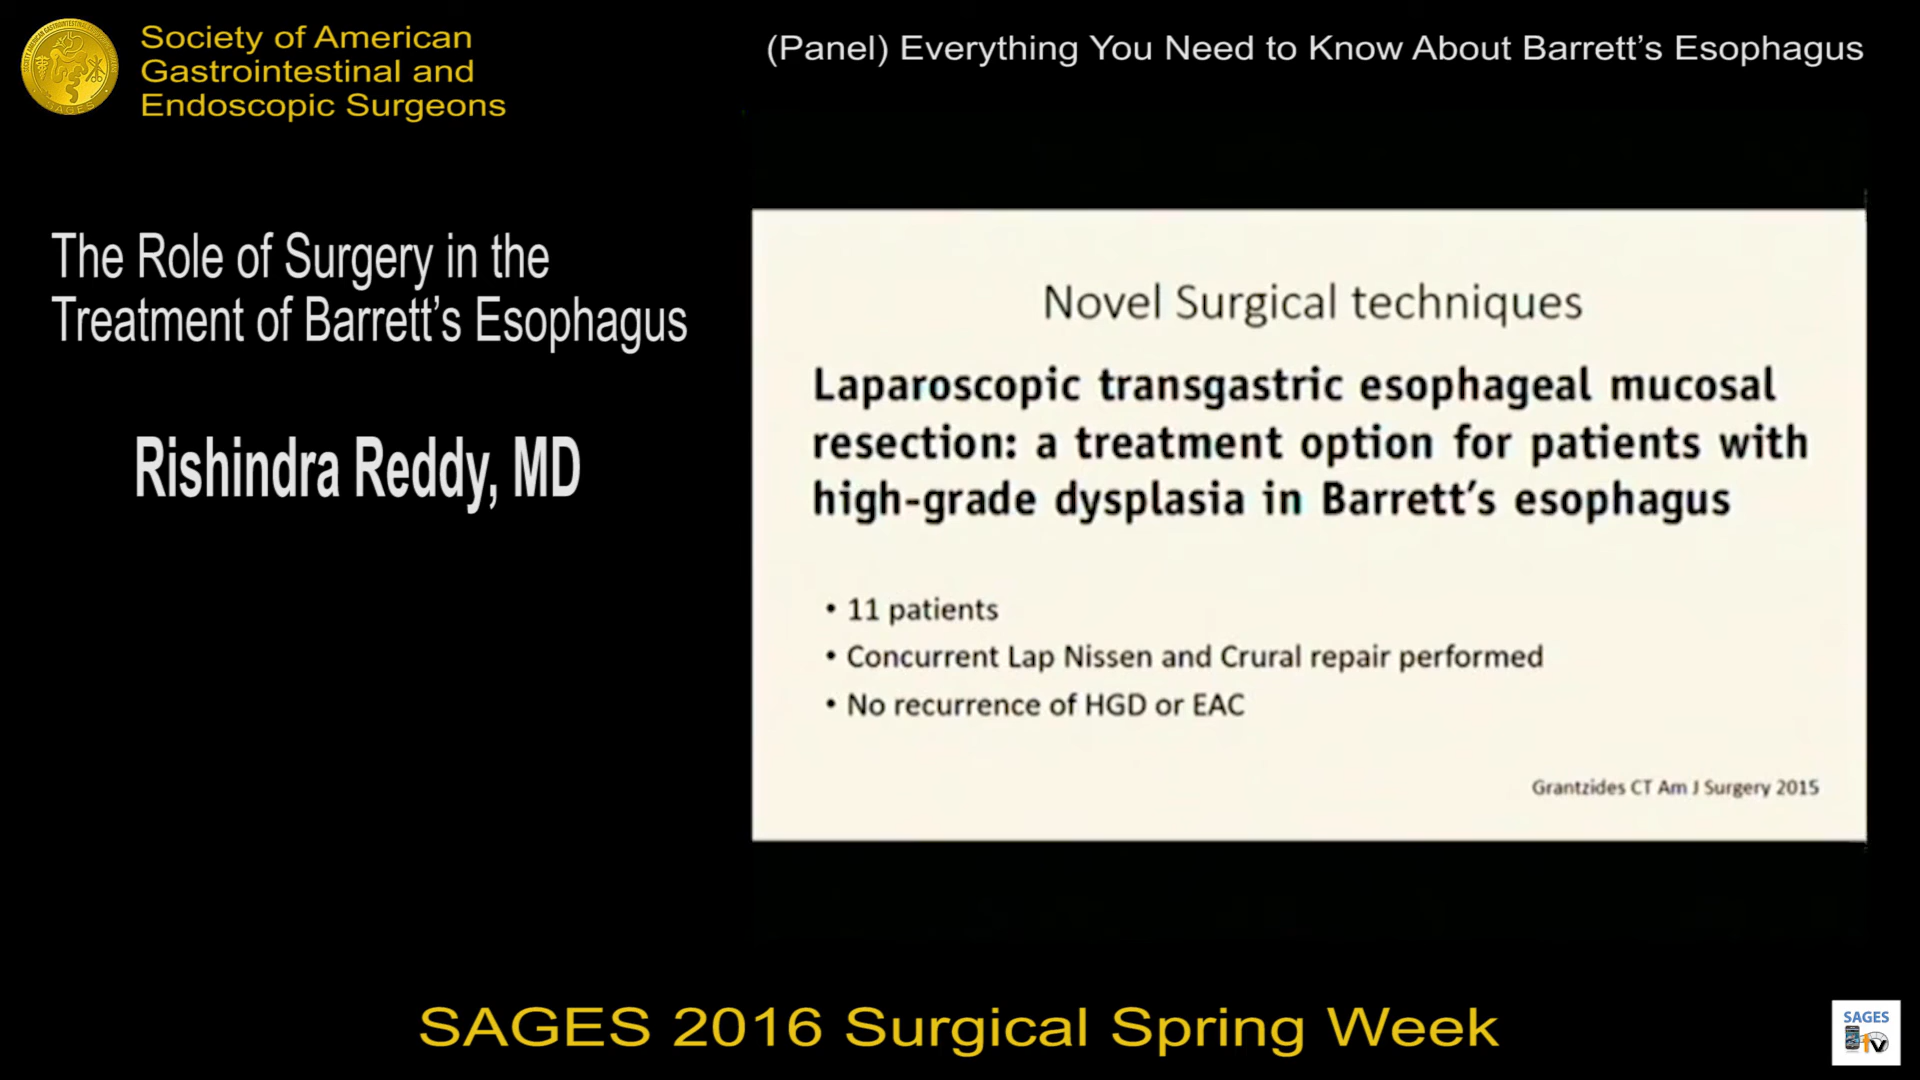 Society of American
Gastrointestinal and
Endoscopic Surgeons
(Panel) Everything You Need to Know About Barrett's Esophagus
The Role of Surgery in the
Treatment of Barrett's Esophagus
Rishindra Reddy, MD
Novel Surgical techniques
Laparoscopic transgastric esophageal mucosal
resection: a treatment option for patients with
high-grade dysplasia in Barrett's esophagus
• 11 patients
• Concurrent Lap Nissen and Crural repair performed
• No recurrence of HGD or EAC
Grantzides CT Am J Surgery 2015
SAGES 2016 Surgical Spring Week
SAGES
TV